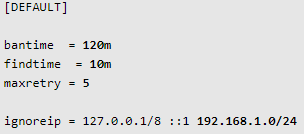 [DEFAULT]
bantime  = 120m
findtime  = 10m
maxretry = 5
ignoreip = 127.0.0.1/8 ::1 192.168.1.0/24